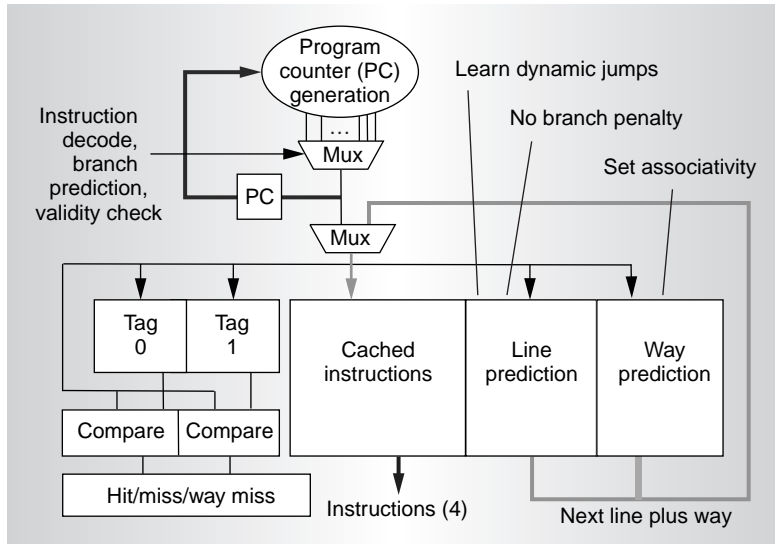 Program
counter (PC)
generation
...
Mux
Learn dynamic jumps
No branch penalty
Set associativity
Instruction
decode,
branch
prediction,
validity check
PC
Mux
Tag
0
Tag
1
Cached
instructions
Line
prediction
Way
prediction
Compare
Compare
Hit/miss/way miss
Instructions (4)
Next line plus way